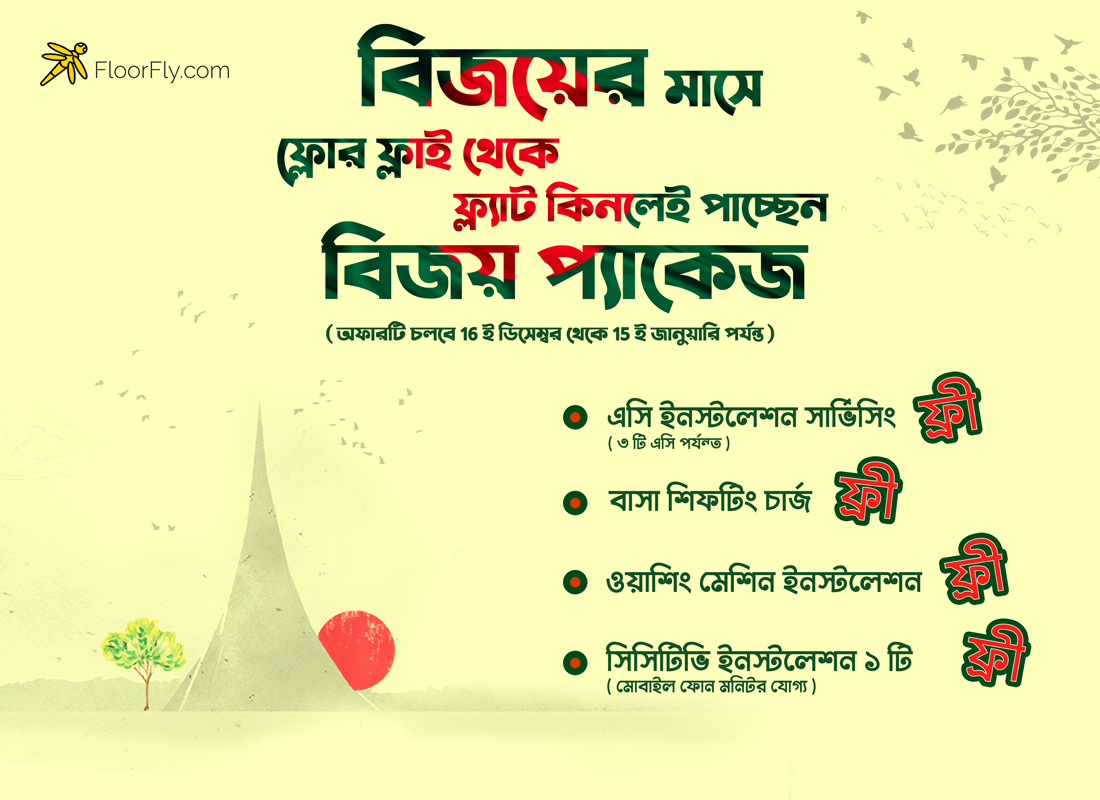 FloorFly.com
বিজয়ের মাসে
ফ্লোর ফ্লাই থেকে
ফ্ল্যাট কিনলেই পাচ্ছেন
বিজয় প্যাকেজ
( অফারটি চলবে 16 ই ডিসেম্বর থেকে 15 ই জানুয়ারি পর্যন্ত )
এসি ইনস্টলেশন সার্ভিসিং ফ্রী
( ৩ টি এসি পর্যন্ত )
বাসা শিফটিং চার্জ ফ্রী
ওয়াশিং মেশিন ইনস্টলেশন ফ্রী
সিসিটিভি ইনস্টলেশন ১ টি ফ্রী
( মোবাইল ফোন মনিটর যোগ্য )